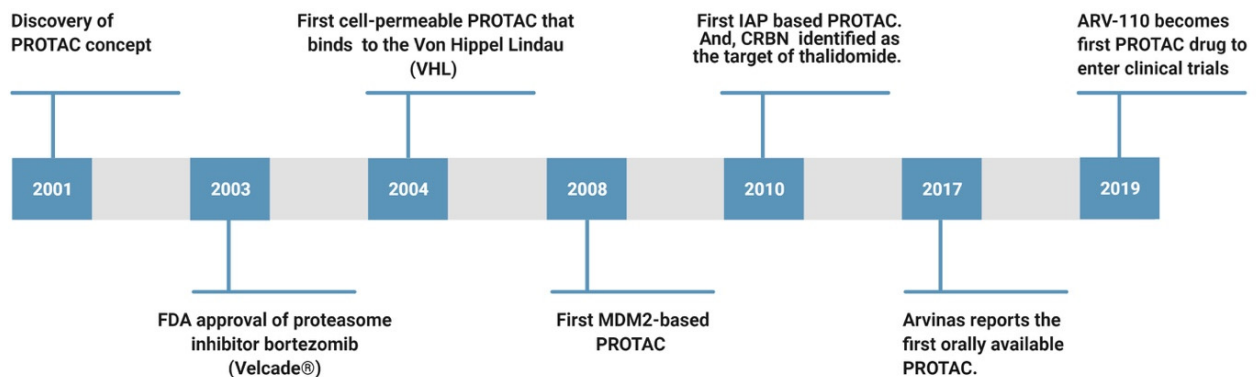 Discovery of
PROTAC concept
First cell-permeable PROTAC that
binds to the Von Hippel Lindau
(VHL)
First IAP based PROTAC.
And, CRBN identified as
the target of thalidomide.
ARV-110 becomes
first PROTAC drug to
enter clinical trials
2001
2003
2004
2008
2010
2017
2019
FDA approval of proteasome
inhibitor bortezomib
(Velcade®)
First MDM2-based
PROTAC
Arvinas reports the
first orally available
PROTAC.